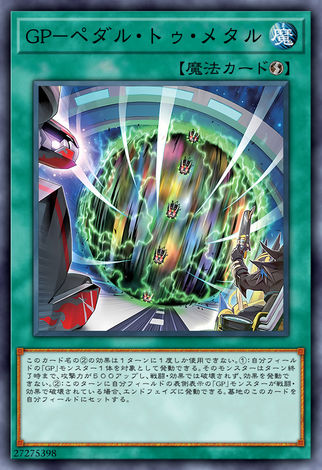 GP－ペダル・トゥ・メタル 魔
【魔法カード】
このカード名の②の効果は１ターンに１度しか使用できない。①：自分フィール
ドの「GP」モンスター１体を対象として発動できる。そのモンスターはターン終
了時まで、攻撃力が５００アップし、戦闘・効果では破壊されず、効果を発動で
きない。②：このターンに自分フィールドの表側表示の「GP」モンスターが戦闘・
効果で破壊されている場合、エンドフェイズに発動できる。墓地のこのカードを
自分フィールドにセットする。
27275398